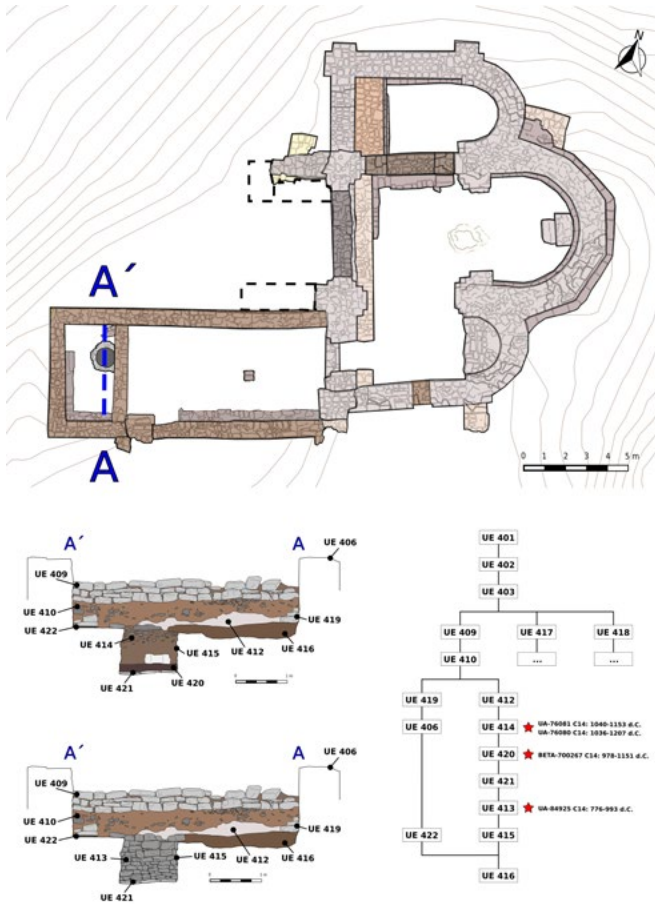 N
A´
A
0 1 2 3 4 5 m
A´ A
UE 406
UE 409
UE 410
UE 422
UE 414
UE 415
UE 412
UE 419
UE 416
UE 421
UE 420
0 1 m
A´ A
UE 406
UE 409
UE 410
UE 422
UE 413
UE 415
UE 412
UE 419
UE 416
UE 421
0 1 m
UE 401
UE 402
UE 403
UE 409 UE 417 UE 418
UE 410 ... ...
UE 419 UE 412
UE 406 UE 414 UA-76081 C14: 1040-1153 d.C.
UA-76080 C14: 1036-1207 d.C.
UE 420 BETA-700267 C14: 978-1151 d.C.
UE 421
UE 413 UA-84925 C14: 776-993 d.C.
UE 422 UE 415
UE 416